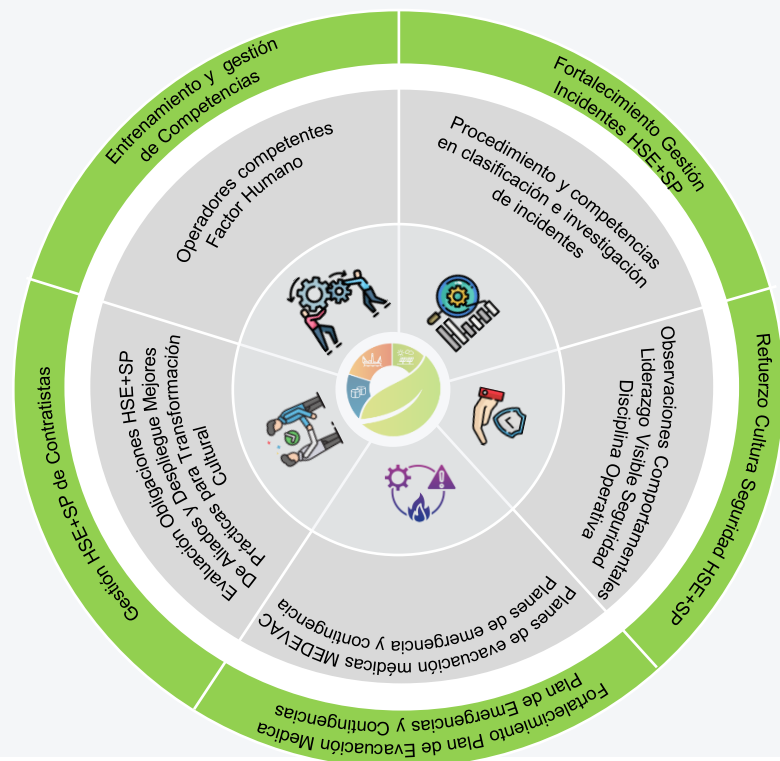 Entrenamiento y gestión
de Competencias
Operadores competentes
Factor Humano
Fortalecimiento Gestión
Incidentes HSE+SP
Procedimiento y competencias
en clasificación e investigación
de incidentes
Refuerzo Cultura Seguridad HSE+SP
Observaciones Comportamentales
Liderazgo Visible Seguridad
Disciplina Operativa
Fortalecimiento Plan de Evacuación Medica
Plan de Emergencias y Contingencias
Planes de evacuación médicas MEDEVAC
Planes de emergencia y contingencia
Gestión HSE+SP de Contratistas
Evaluación Obligaciones HSE+SP
De Aliados y Despliegue Mejores
Prácticas para Transformación
Cultural